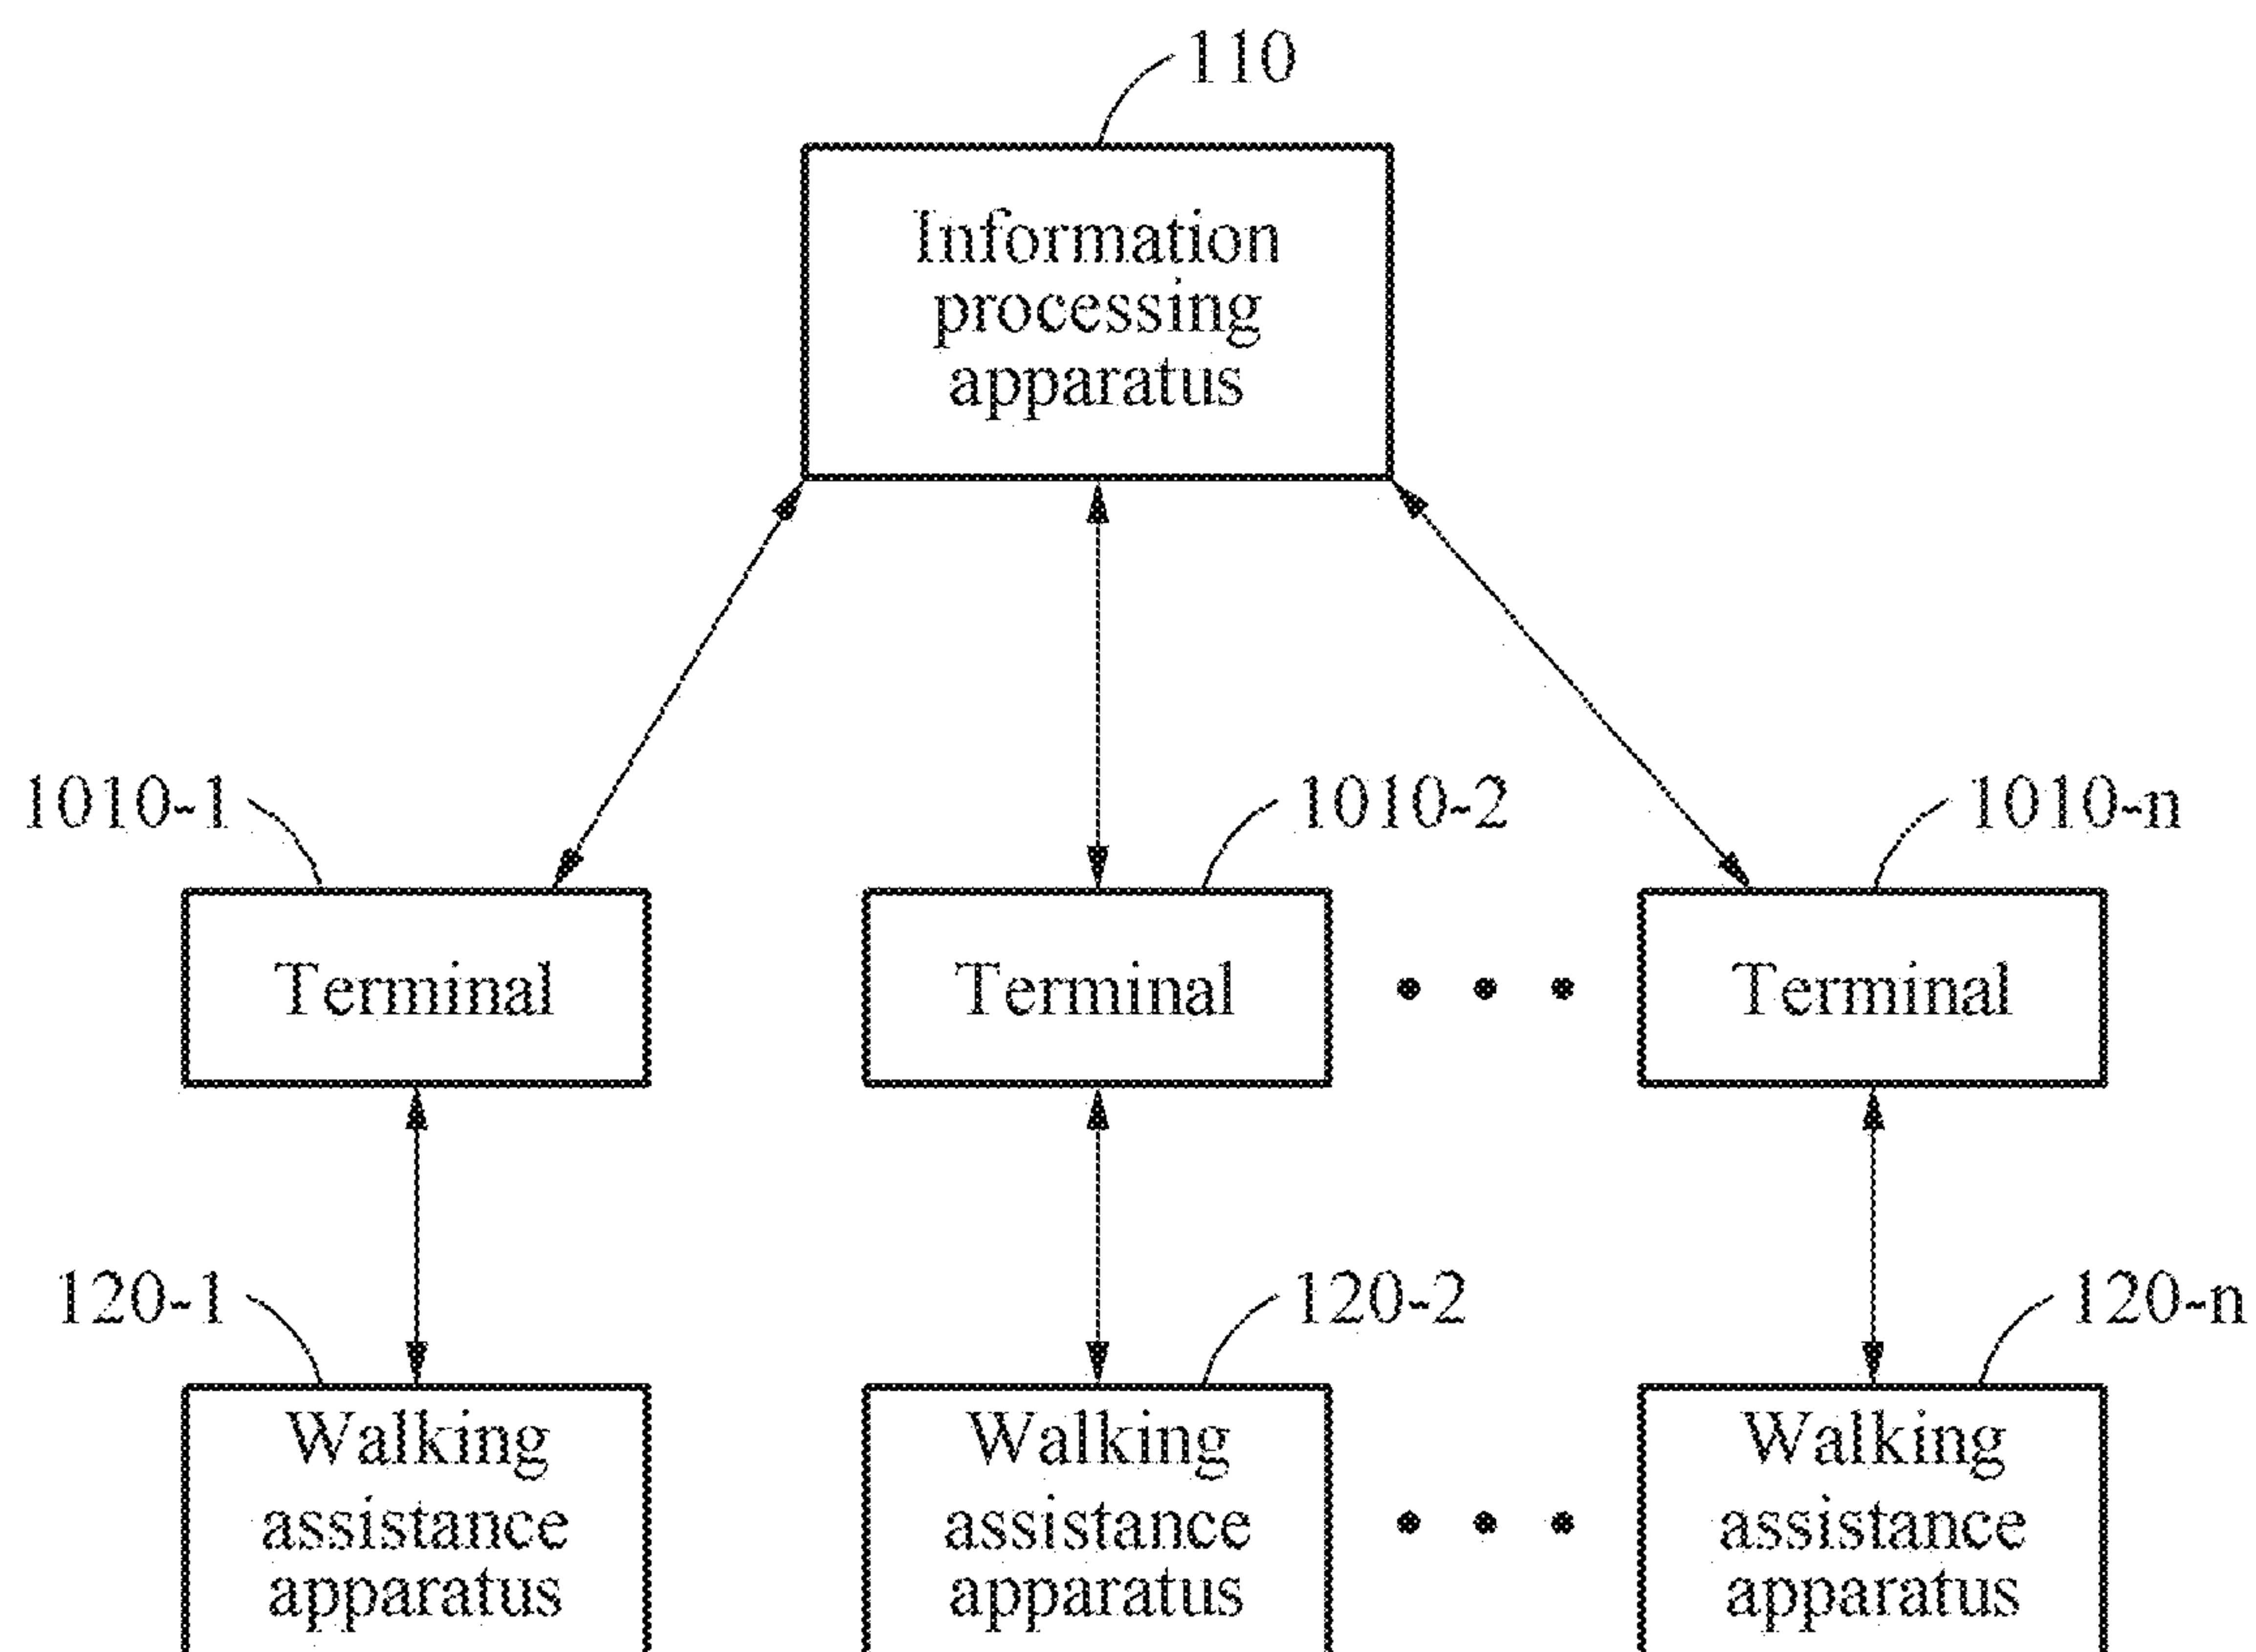 110
Information
processing
apparatus
1010-1
1010-2
1010-n
Terminal
Terminal
Terminal
120-1
120-2
120-n
Walking
assistance
apparatus
Walking
assistance
apparatus
Walking
assistance
apparatus